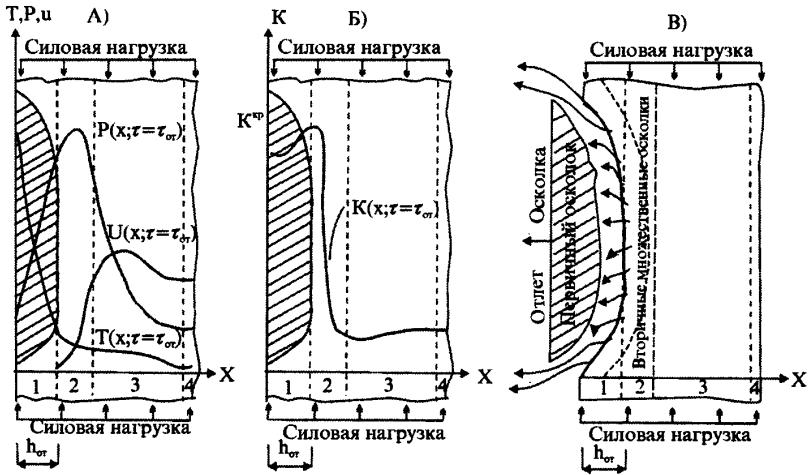 T,P,u
А)
Силовая нагрузка
P(x;τ=τот)
U(x;τ=τот)
T(x;τ=τот)
X
1
2
3
4
Силовая нагрузка
hот
К
Б)
Силовая нагрузка
Ккр
К(x;τ=τот)
X
1
2
3
4
Силовая нагрузка
hот
В)
Силовая нагрузка
Отлет Осколка
Первичный осколок
Вторичные множественные осколки
X
1
2
3
4
Силовая нагрузка
hот